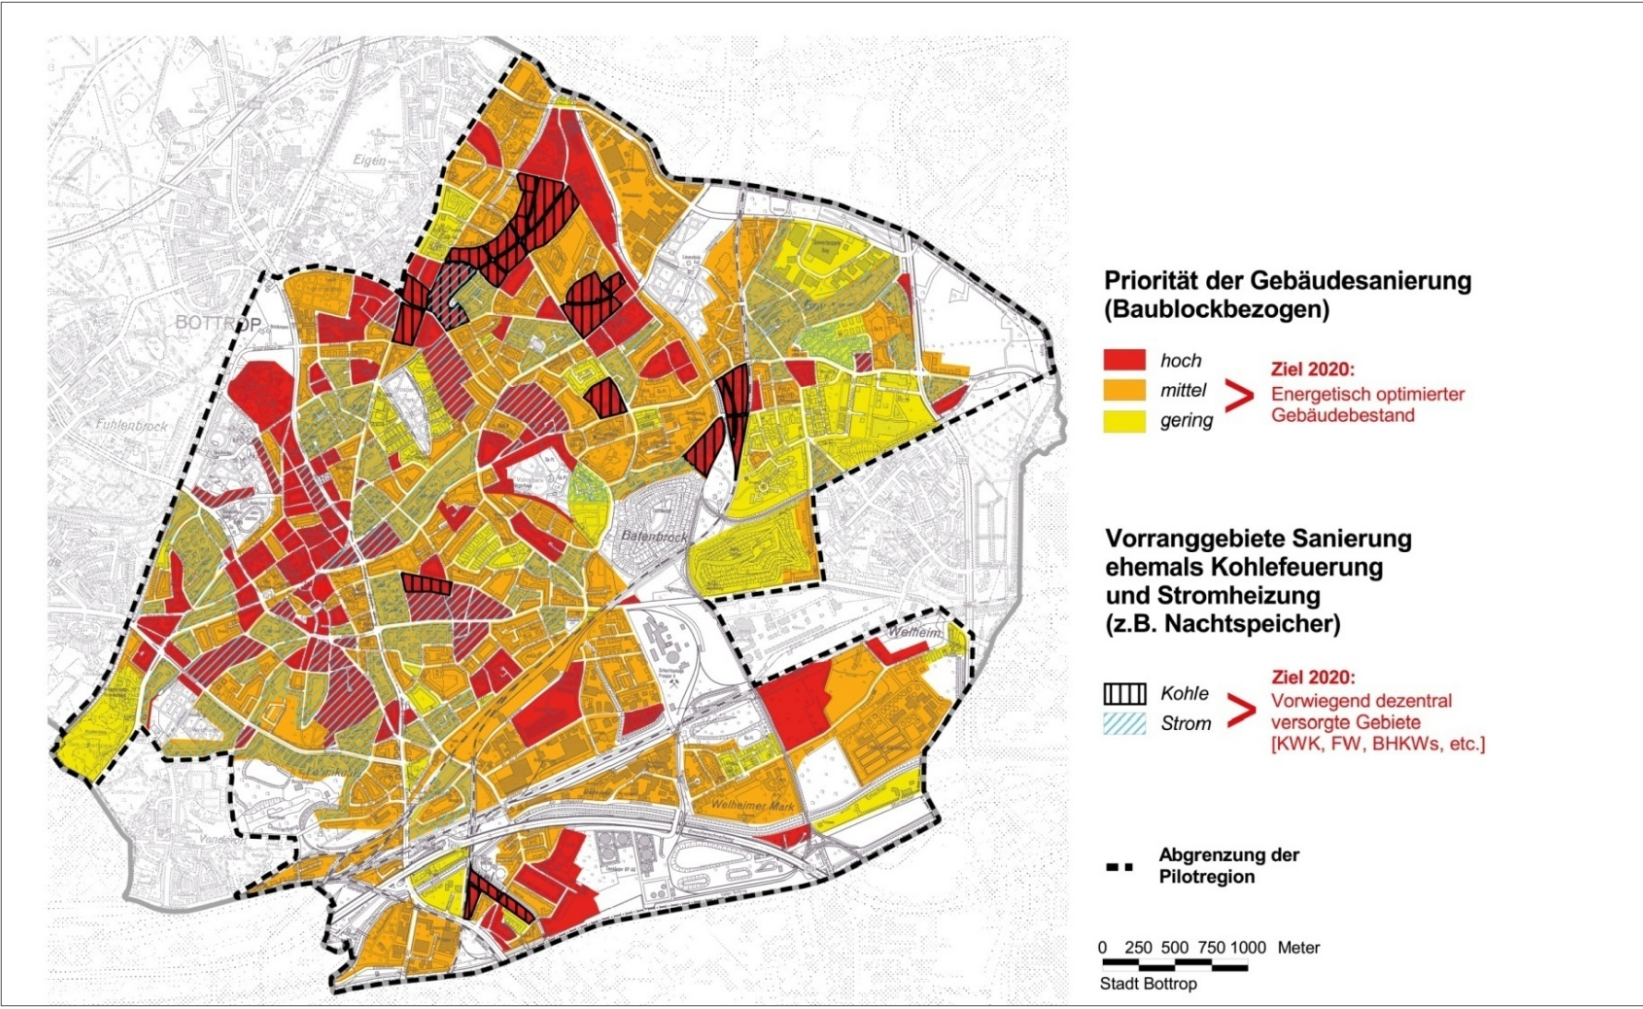 Eigen
BOTTROP
Fuhlenbrock
Batenbrock
Welheim
Welheimer Mark
Priorität der Gebäudesanierung
(Baublockbezogen)
hoch
mittel
gering
Ziel 2020:
Energetisch optimierter
Gebäudebestand
Vorranggebiete Sanierung
ehemals Kohlefeuerung
und Stromheizung
(z.B. Nachtspeicher)
Kohle
Strom
Ziel 2020:
Vorwiegend dezentral
versorgte Gebiete
[KWK, FW, BHKWs, etc.]
Abgrenzung der
Pilotregion
0 250 500 750 1000 Meter
Stadt Bottrop